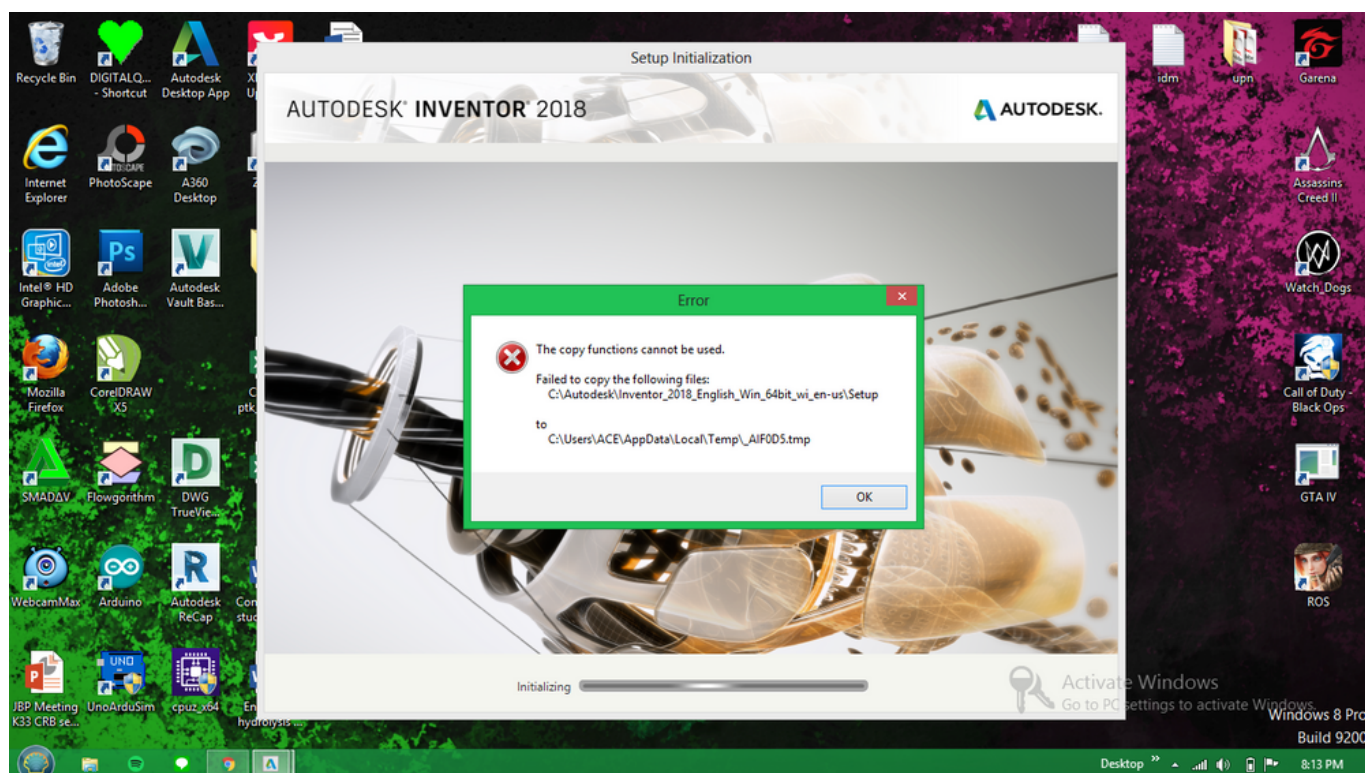 Setup Initialization
AUTODESK® INVENTOR® 2018
AUTODESK.
Error
The copy functions cannot be used.
Failed to copy the following files:
C:\Autodesk\Inventor_2018_English_Win_64bit_wi_en-us\Setup
to
C:\Users\ACE\AppData\Local\Temp\_AIF0D5.tmp
OK
Initializing
Recycle Bin
DIGITALQ...
- Shortcut
Autodesk
Desktop App
Internet
Explorer
PHOTOSCAPE
PhotoScape
A360
Desktop
Intel® HD
Graphic...
Ps
Adobe
Photosh...
Autodesk
Vault Bas...
Mozilla
Firefox
CorelDRAW
X5
SMADΔV
Flowgorithm
DWG
TrueVie...
WebcamMax
Arduino
Autodesk
ReCap
JBP Meeting
K33 CRB se...
UNO
UnoArduSim
cpuz_x64
hydrolysis ...
idm
upn
Garena
Assassins
Creed II
Watch_Dogs
Call of Duty -
Black Ops
GTA IV
ROS
Activate Windows
Go to PC settings to activate Windows.
Windows 8 Pro
Build 9200
Desktop
8:13 PM